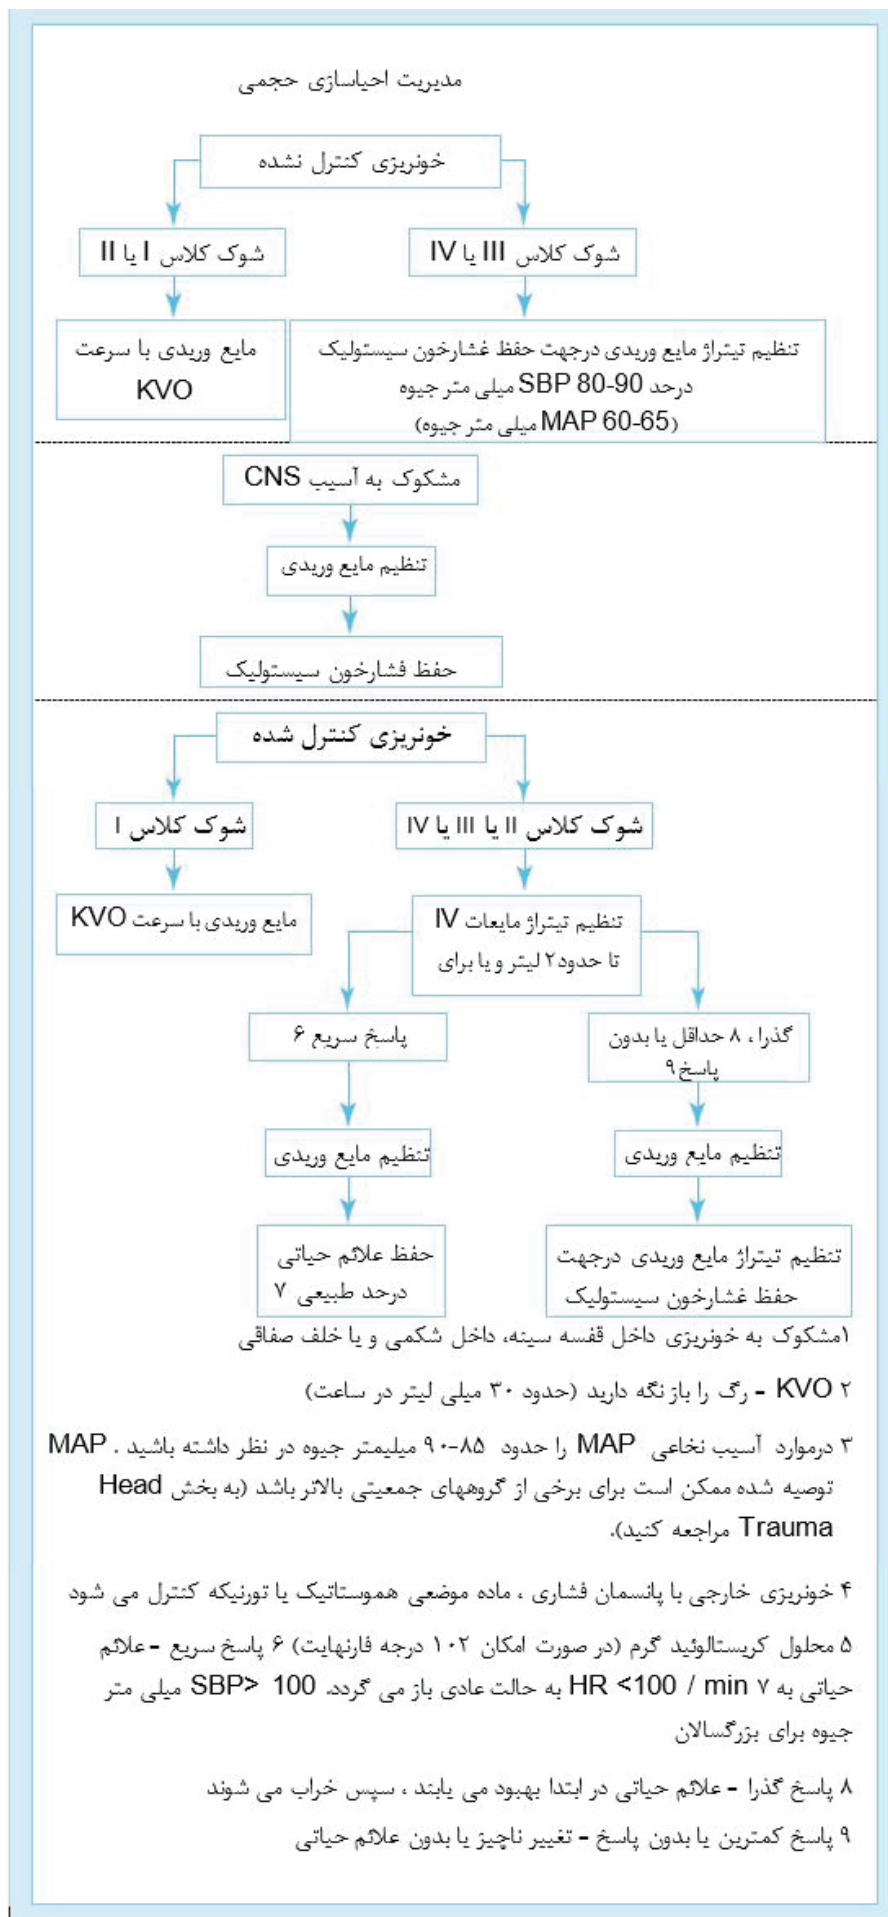 مدیریت احیاسازی حجمی
خونریزی کنترل نشده
شوک کلاس III یا IV
شوک کلاس I یا II
تنظیم تیتراژ مایع وریدی درجهت حفظ غشارخون سیستولیک
درحد SBP 80-90 میلی متر جیوه
(MAP 60-65 میلی متر جیوه)
مایع وریدی با سرعت
KVO
مشکوک به آسیب CNS
تنظیم مایع وریدی
حفظ فشارخون سیستولیک
خونریزی کنترل شده
شوک کلاس II یا III یا IV
شوک کلاس I
تنظیم تیتراژ مایعات IV
تا حدود۲ لیتر و یا برای
مایع وریدی با سرعت KVO
گذرا ، ۸ حداقل یا بدون
پاسخ۹
پاسخ سریع ۶
تنظیم مایع وریدی
تنظیم مایع وریدی
تنظیم تیتراژ مایع وریدی درجهت
حفظ غشارخون سیستولیک
حفظ علائم حیاتی
درحد طبیعی ۷
۱مشکوک به خونریزی داخل قفسه سینه، داخل شکمی و یا خلف صفاقی
۲ KVO - رگ را باز نگه دارید (حدود ۳۰ میلی لیتر در ساعت)
۳ درموارد آسیب نخاعی MAP را حدود ۸۵-۹۰ میلیمتر جیوه در نظر داشته باشید . MAP
توصیه شده ممکن است برای برخی از گروههای جمعیتی بالاتر باشد (به بخش Head
Trauma مراجعه کنید).
۴ خونریزی خارجی با پانسمان فشاری ، ماده موضعی هموستاتیک یا تورنیکه کنترل می شود
۵ محلول کریستالوئید گرم (در صورت امکان ۱۰۲ درجه فارنهایت) ۶ پاسخ سریع - علائم
حیاتی به ۷ HR <100 / min به حالت عادی باز می گردد. SBP> 100 میلی متر
جیوه برای بزرگسالان
۸ پاسخ گذرا - علائم حیاتی در ابتدا بهبود می یابند ، سپس خراب می شوند
۹ پاسخ کمترین یا بدون پاسخ - تغییر ناچیز یا بدون علائم حیاتی